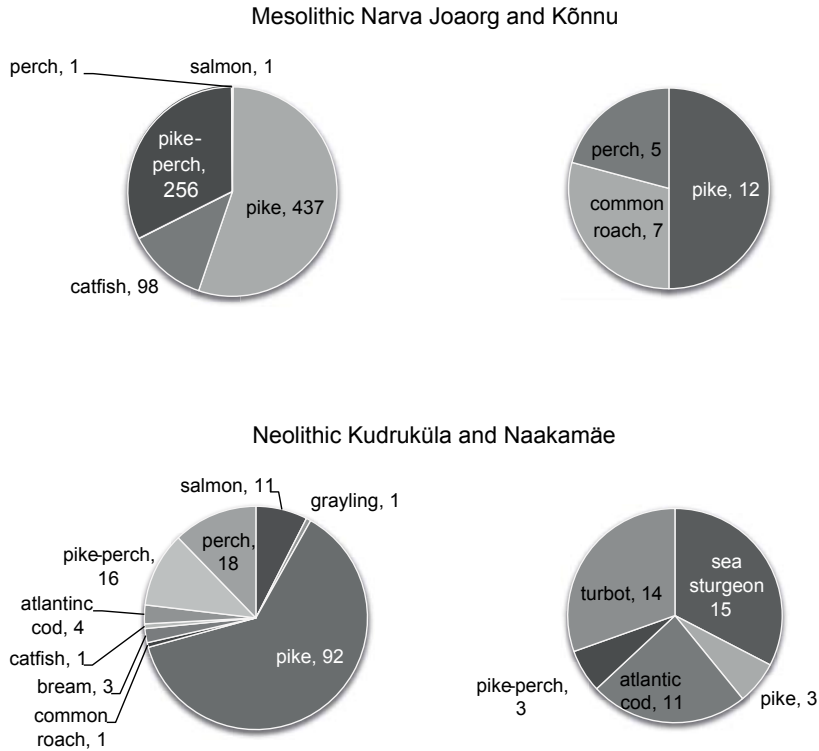 Mesolithic Narva Joaorg and Kõnnu
perch, 1
salmon, 1
pike-
perch,
256
pike, 437
catfish, 98
perch, 5
common
roach, 7
pike, 12
Neolithic Kudruküla and Naakamäe
salmon, 11
grayling, 1
perch,
18
pike-perch,
16
atlantinc
cod, 4
catfish, 1
bream, 3
common
roach, 1
pike, 92
turbot, 14
sea
sturgeon
15
pike-perch,
3
atlantic
cod, 11
pike, 3